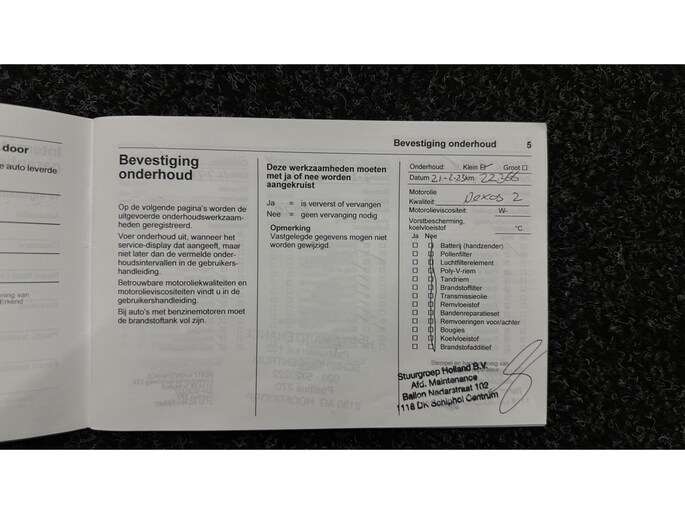 door
e auto leverde
ning van
Erkend
Bevestiging onderhoud 5
Bevestiging
onderhoud
Op de volgende pagina's worden de
uitgevoerde onderhoudswerkzaam-
heden geregistreerd.
Voer onderhoud uit, wanneer het
service-display dat aangeeft, maar
niet later dan de vermelde onder-
houdsintervallen in de gebruikers-
handleiding.
Betrouwbare motoroliekwaliteiten en
motorolieviscositeiten vindt u in de
gebruikershandleiding.
Bij auto's met benzinemotoren moet
de brandstoftank vol zijn.
Deze werkzaamheden moeten
met ja of nee worden
aangekruist
Ja = is ververst of vervangen
Nee = geen vervanging nodig
Opmerking
Vastgelegde gegevens mogen niet
worden gewijzigd.
Onderhoud: Klein Groot
Datum 21-2-23 km 22366
Motorolie
Kwaliteit Dexos 2
Motorolieviscositeit: W-
Vorstbescherming,
koelvloeistof °C
Ja Nee
Batterij (handzender)
Pollenfilter
Luchtfilterelement
Poly-V-riem
Tandriem
Brandstoffilter
Transmissieolie
Remvloeistof
Bandenreparatieset
Remvoeringen voor/achter
Bougies
Koelvloeistof
Brandstofadditief
Stuurgroep Holland B.V.
Afd. Maintenance
Ballon Nadarstraat 102
1118 DK Schiphol Centrum